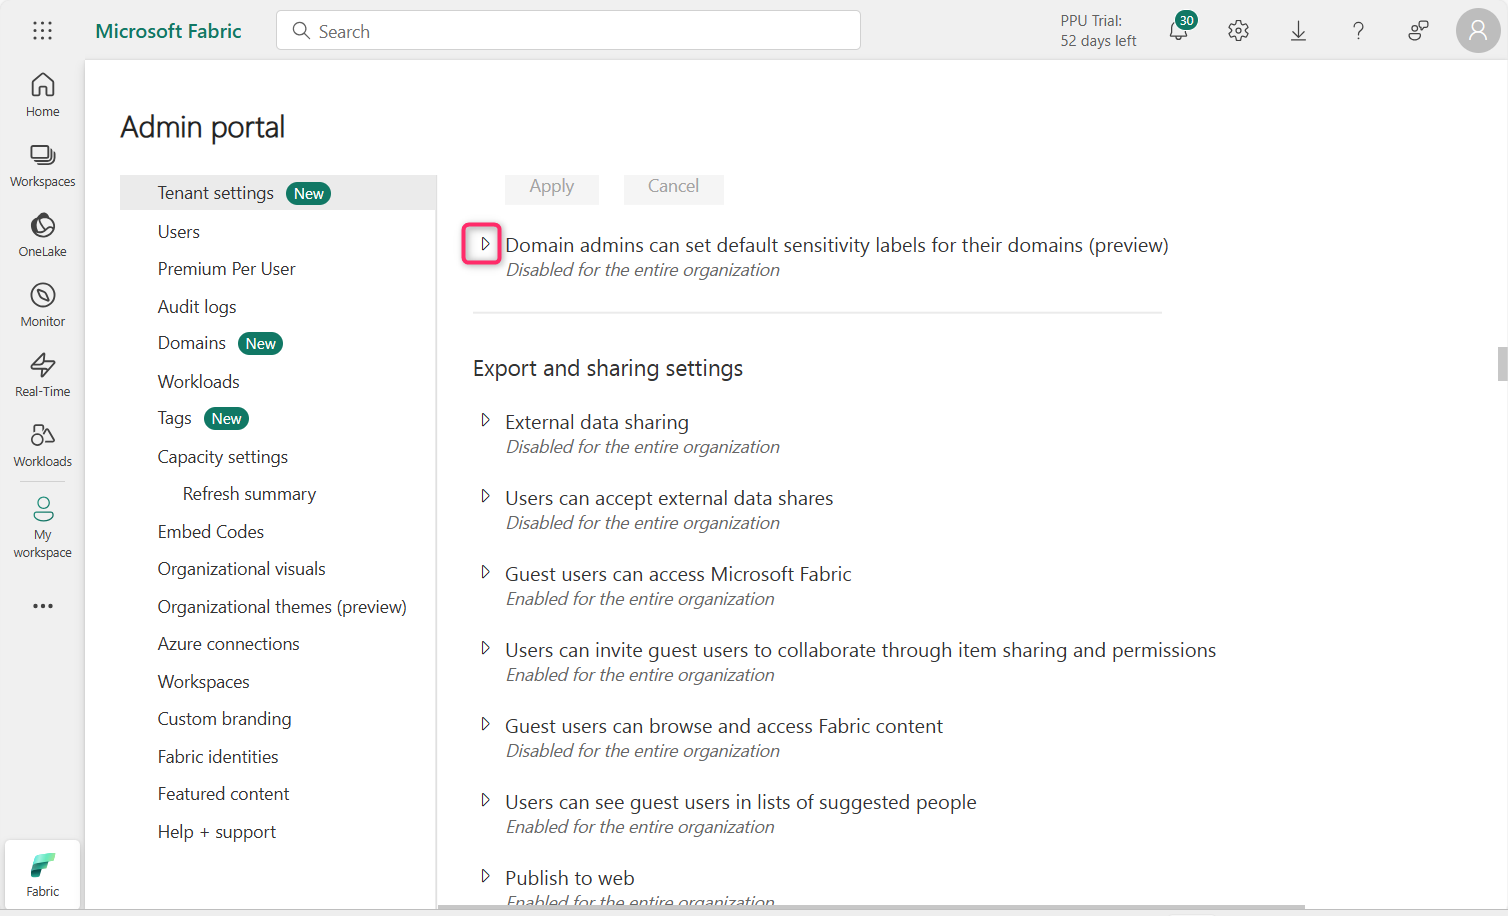 Microsoft Fabric
Search
PPU Trial:
52 days left
30
Home
Workspaces
OneLake
Monitor
Real-Time
Workloads
My
workspace
Fabric
Admin portal
Tenant settings New
Users
Premium Per User
Audit logs
Domains New
Workloads
Tags New
Capacity settings
Refresh summary
Embed Codes
Organizational visuals
Organizational themes (preview)
Azure connections
Workspaces
Custom branding
Fabric identities
Featured content
Help + support
Apply Cancel
Domain admins can set default sensitivity labels for their domains (preview)
Disabled for the entire organization
Export and sharing settings
External data sharing
Disabled for the entire organization
Users can accept external data shares
Disabled for the entire organization
Guest users can access Microsoft Fabric
Enabled for the entire organization
Users can invite guest users to collaborate through item sharing and permissions
Enabled for the entire organization
Guest users can browse and access Fabric content
Disabled for the entire organization
Users can see guest users in lists of suggested people
Enabled for the entire organization
Publish to web
Enabled for the entire organization